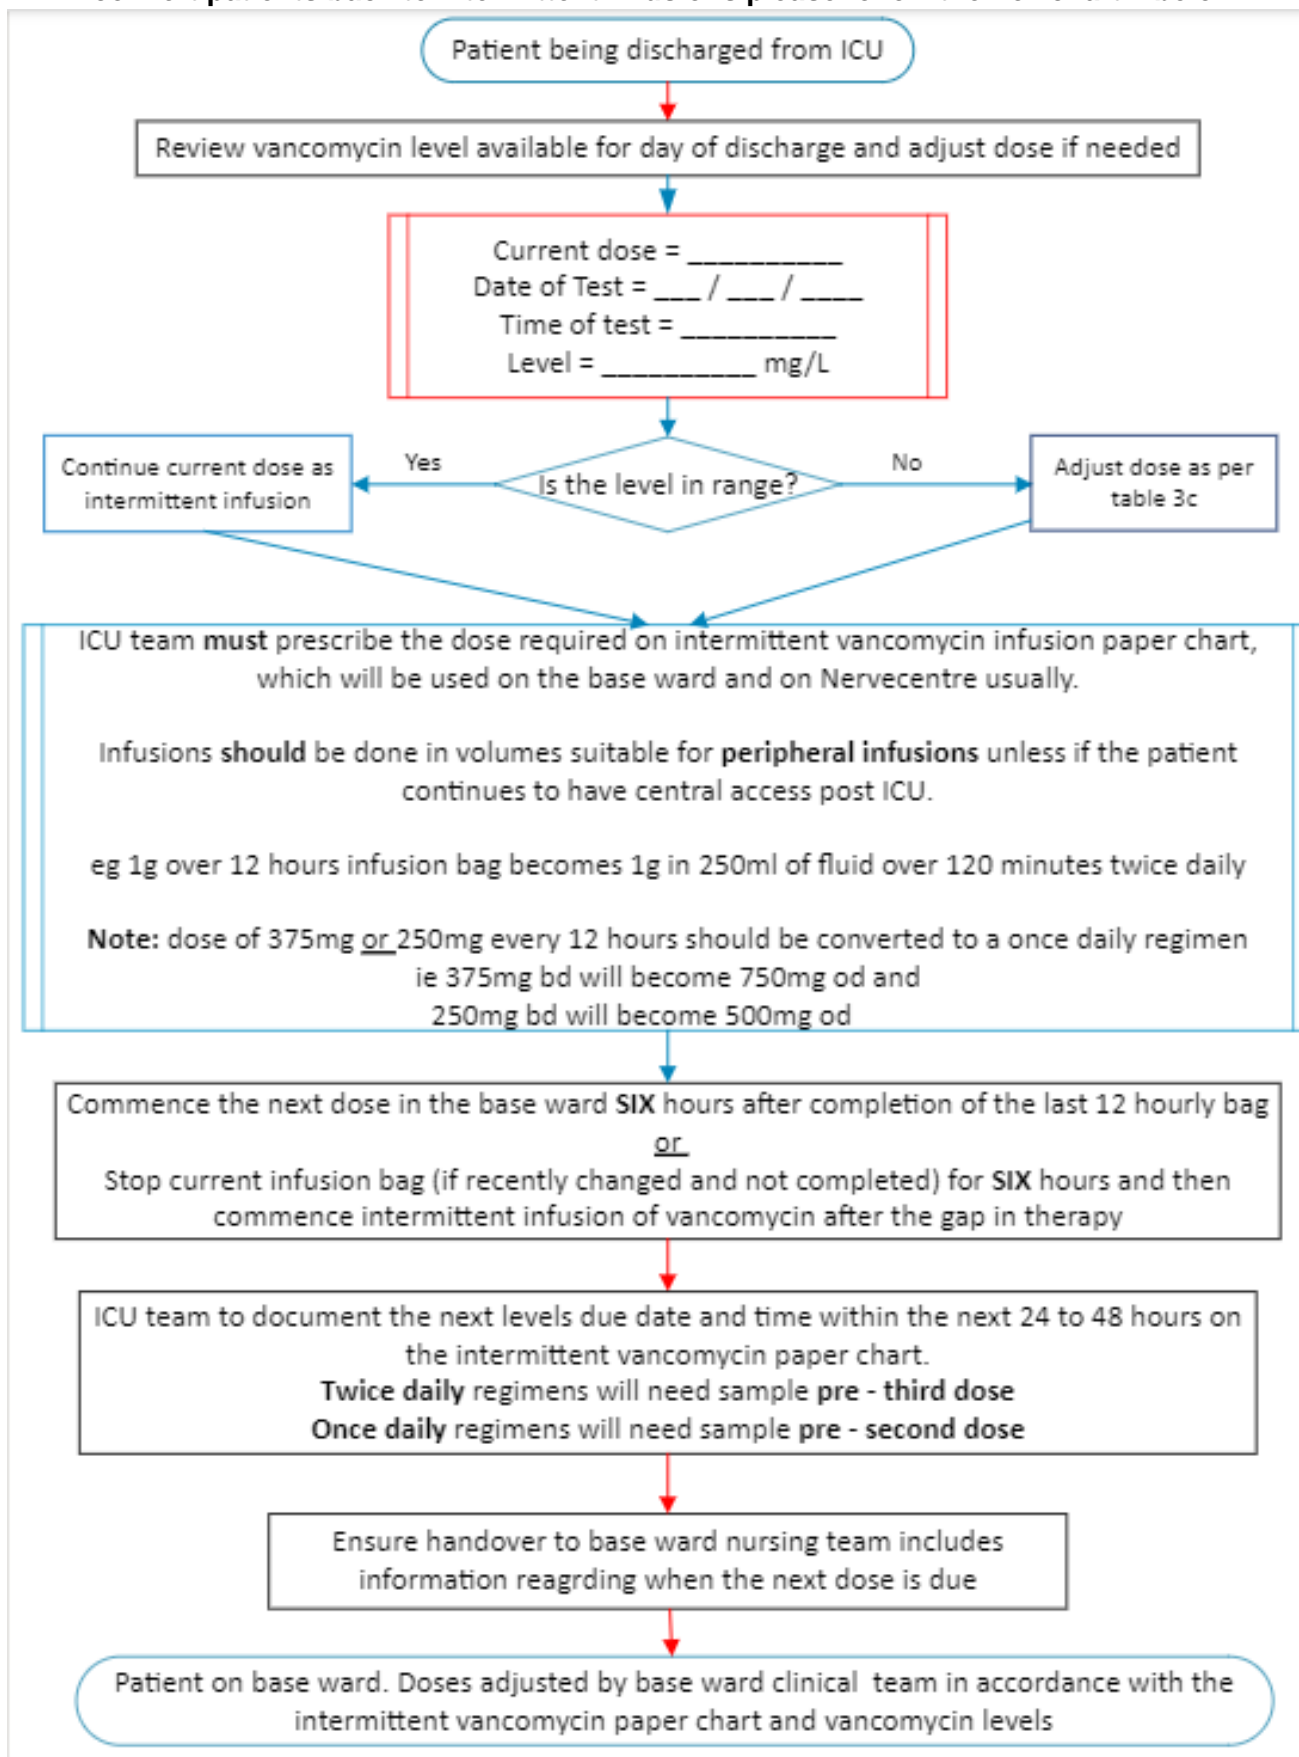 Patient being discharged from ICU
Review vancomycin level available for day of discharge and adjust dose if needed
Current dose = __________
Date of Test = ___ / ___ / ____
Time of test = __________
Level = __________ mg/L
Continue current dose as
intermittent infusion
Yes
Is the level in range?
No
Adjust dose as per
table 3c
ICU team must prescribe the dose required on intermittent vancomycin infusion paper chart,
which will be used on the base ward and on Nervecentre usually.
Infusions should be done in volumes suitable for peripheral infusions unless if the patient
continues to have central access post ICU.
eg 1g over 12 hours infusion bag becomes 1g in 250ml of fluid over 120 minutes twice daily
Note: dose of 375mg or 250mg every 12 hours should be converted to a once daily regimen
ie 375mg bd will become 750mg od and
250mg bd will become 500mg od
Commence the next dose in the base ward SIX hours after completion of the last 12 hourly bag
or
Stop current infusion bag (if recently changed and not completed) for SIX hours and then
commence intermittent infusion of vancomycin after the gap in therapy
ICU team to document the next levels due date and time within the next 24 to 48 hours on
the intermittent vancomycin paper chart.
Twice daily regimens will need sample pre - third dose
Once daily regimens will need sample pre - second dose
Ensure handover to base ward nursing team includes
information reagrding when the next dose is due
Patient on base ward. Doses adjusted by base ward clinical team in accordance with the
intermittent vancomycin paper chart and vancomycin levels